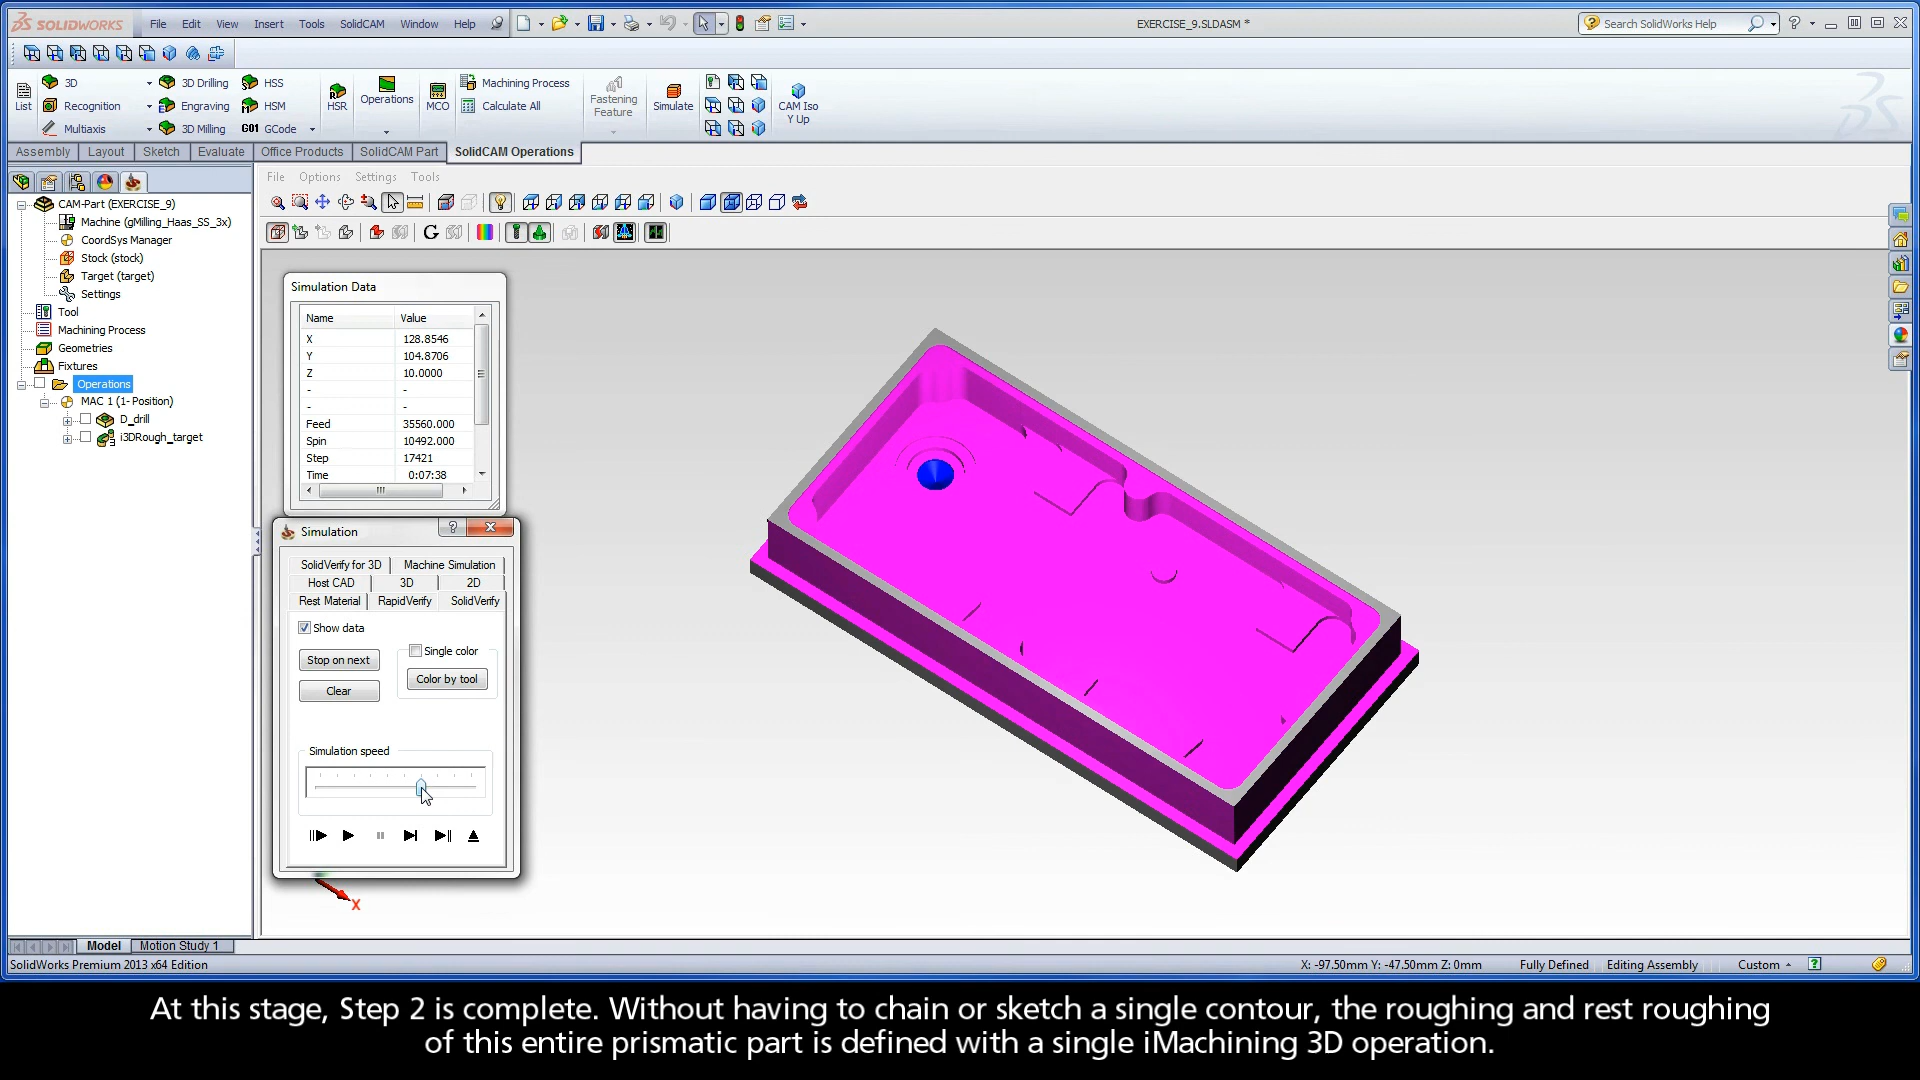 SOLIDWORKS File Edit View Insert Tools SolidCAM Window Help EXERCISE_9.SLDASM * Search SolidWorks Help
3D 3D Drilling HSS Machining Process
List Recognition Engraving HSM HSR Operations MCO Calculate All Fastening Feature Simulate CAM Iso Y Up
Multiaxis 3D Milling G01 GCode
Assembly Layout Sketch Evaluate Office Products SolidCAM Part SolidCAM Operations
File Options Settings Tools
CAM-Part (EXERCISE_9)
Machine (gMilling_Haas_SS_3x)
CoordSys Manager
Stock (stock)
Target (target)
Settings
Tool
Machining Process
Geometries
Fixtures
Operations
MAC 1 (1- Position)
D_drill
i3DRough_target
Simulation Data
Name Value
X 128.8546
Y 104.8706
Z 10.0000
- -
- -
Feed 35560.000
Spin 10492.000
Step 17421
Time 0:07:38
Simulation
SolidVerify for 3D Machine Simulation
Host CAD 3D 2D
Rest Material RapidVerify SolidVerify
Show data
Single color
Stop on next
Color by tool
Clear
Simulation speed
X
Model Motion Study 1
SolidWorks Premium 2013 x64 Edition X: -97.50mm Y: -47.50mm Z: 0mm Fully Defined Editing Assembly Custom
At this stage, Step 2 is complete. Without having to chain or sketch a single contour, the roughing and rest roughing
of this entire prismatic part is defined with a single iMachining 3D operation.